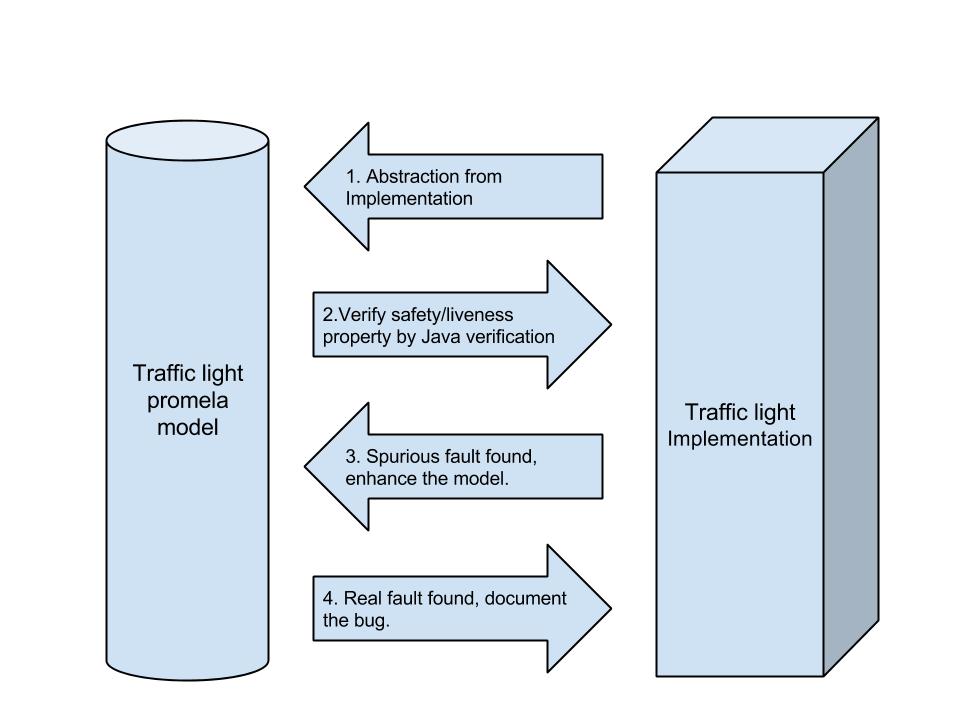 1. Abstraction from
Implementation
2.Verify safety/liveness
property by Java verification
Traffic light
promela
model
Traffic light
Implementation
3. Spurious fault found,
enhance the model.
4. Real fault found, document
the bug.